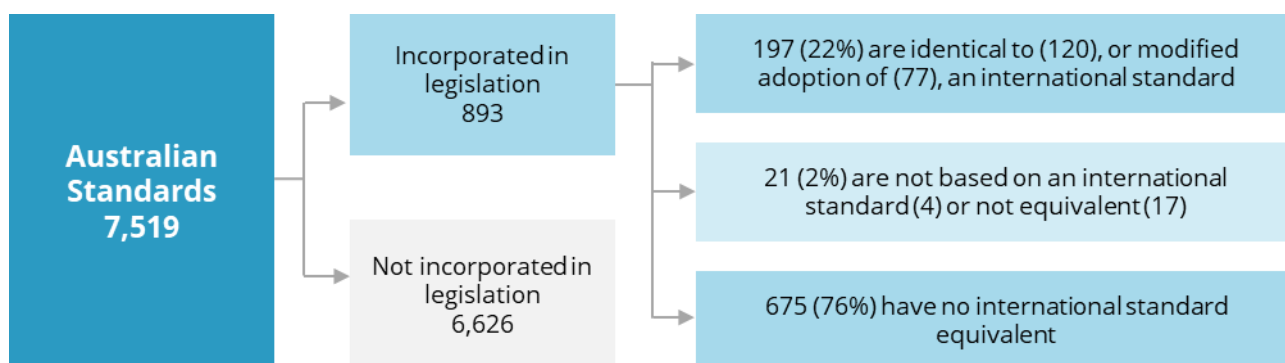 Australian
Standards
7,519
Incorporated in
legislation
893
Not incorporated in
legislation
6,626
197 (22%) are identical to (120), or modified
adoption of (77), an international standard
21 (2%) are not based on an international
standard (4) or not equivalent (17)
675 (76%) have no international standard
equivalent